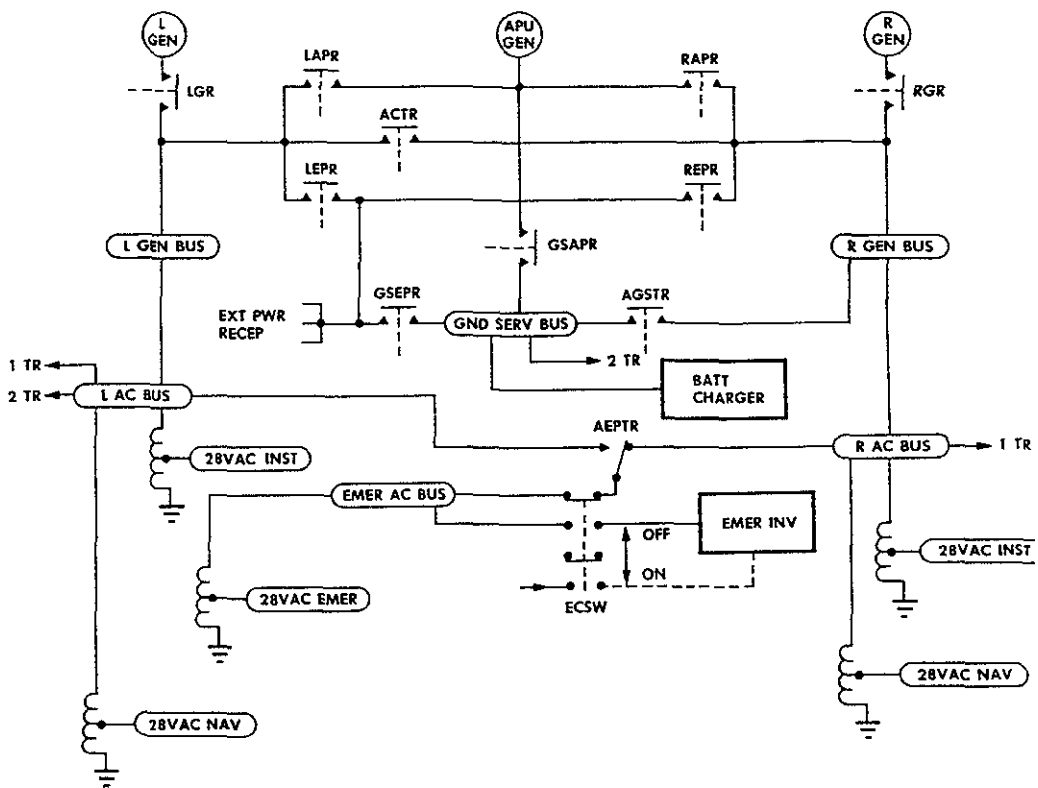 L
GEN
APU
GEN
R
GEN
LAPR
RAPR
LGR
RGR
ACTR
LEPR
REPR
L GEN BUS
GSAPR
R GEN BUS
GSEPR
AGSTR
EXT PWR
RECEP
GND SERV BUS
1 TR
2 TR
2 TR
BATT
CHARGER
L AC BUS
AEPTR
R AC BUS
1 TR
28VAC INST
EMER AC BUS
EMER INV
OFF
ON
28VAC INST
28VAC EMER
ECSW
28VAC NAV
28VAC NAV